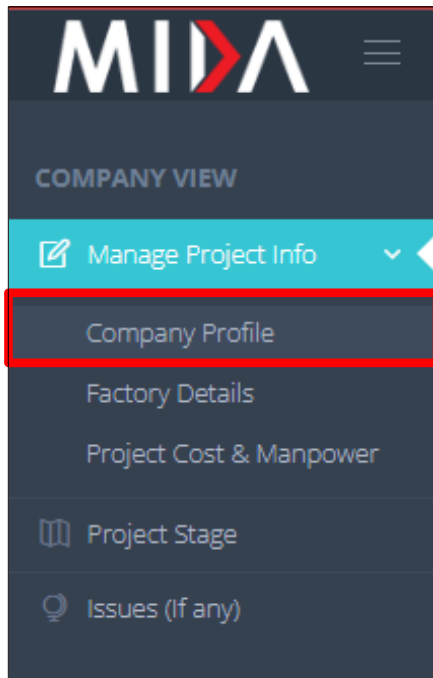 MIDA
COMPANY VIEW
Manage Project Info
Company Profile
Factory Details
Project Cost & Manpower
Project Stage
Issues (If any)